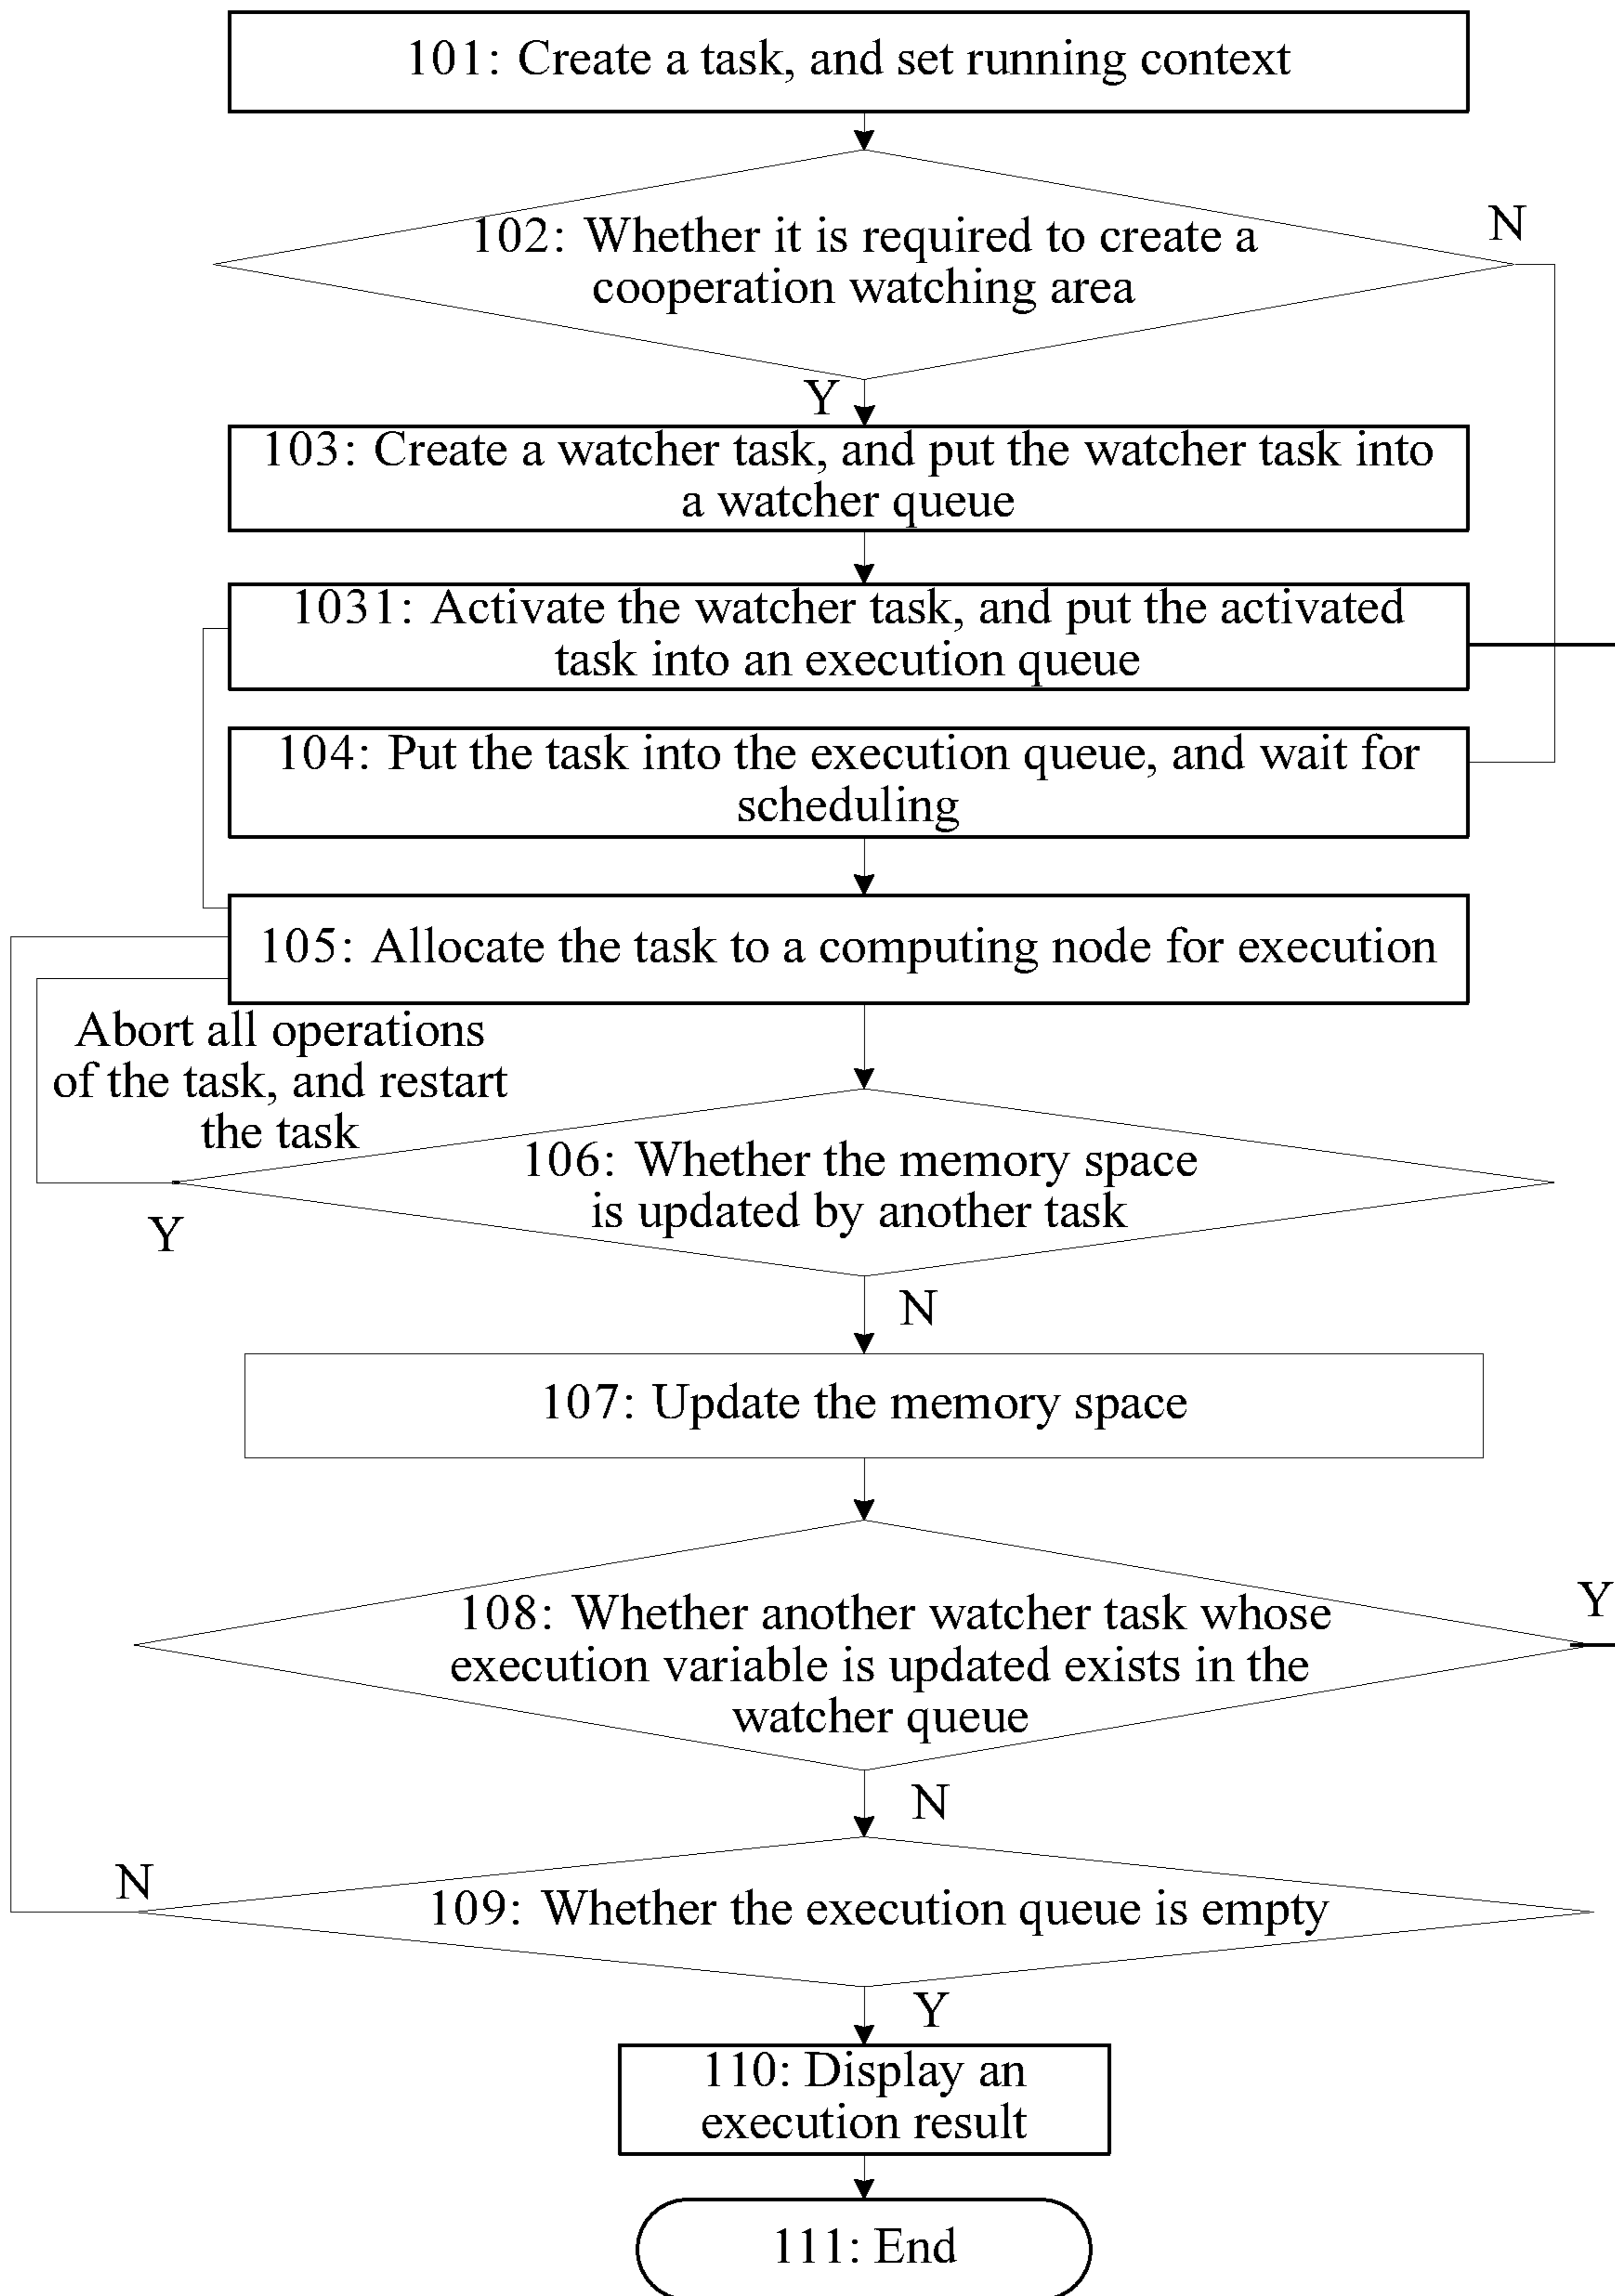 101: Create a task, and set running context
102: Whether it is required to create a
cooperation watching area
N
Y
103: Create a watcher task, and put the watcher task into
a watcher queue
1031: Activate the watcher task, and put the activated
task into an execution queue
104: Put the task into the execution queue, and wait for
scheduling
105: Allocate the task to a computing node for execution
Abort all operations
of the task, and restart
the task
106: Whether the memory space
is updated by another task
Y
N
107: Update the memory space
108: Whether another watcher task whose
execution variable is updated exists in the
watcher queue
Y
N
109: Whether the execution queue is empty
N
Y
110: Display an
execution result
111: End